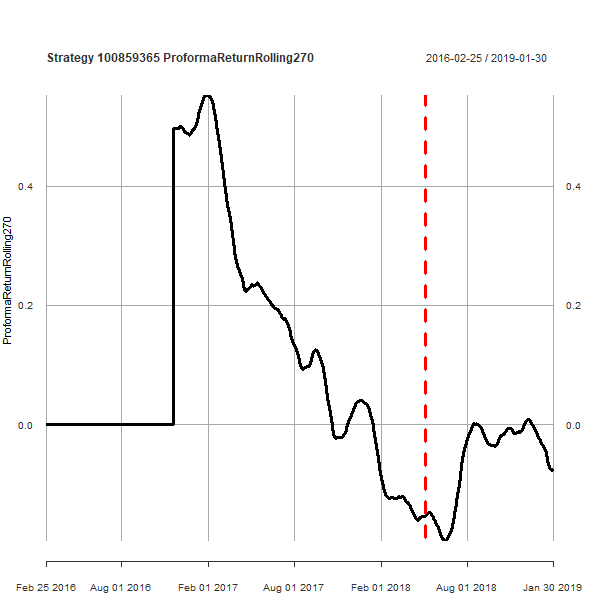 Strategy 100859365 ProformaReturnRolling270
2016-02-25 / 2019-01-30
ProformaReturnRolling270
0.4 0.4
0.2 0.2
0.0 0.0
Feb 25 2016 Aug 01 2016 Feb 01 2017 Aug 01 2017 Feb 01 2018 Aug 01 2018 Jan 30 2019